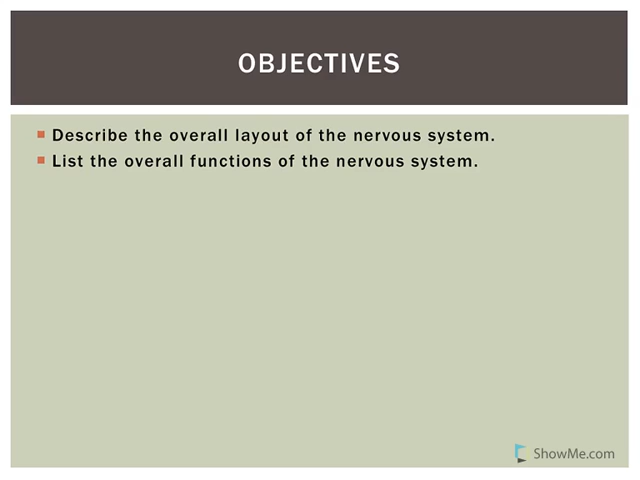 OBJECTIVES
Describe the overall layout of the nervous system.
List the overall functions of the nervous system.
ShowMe.com